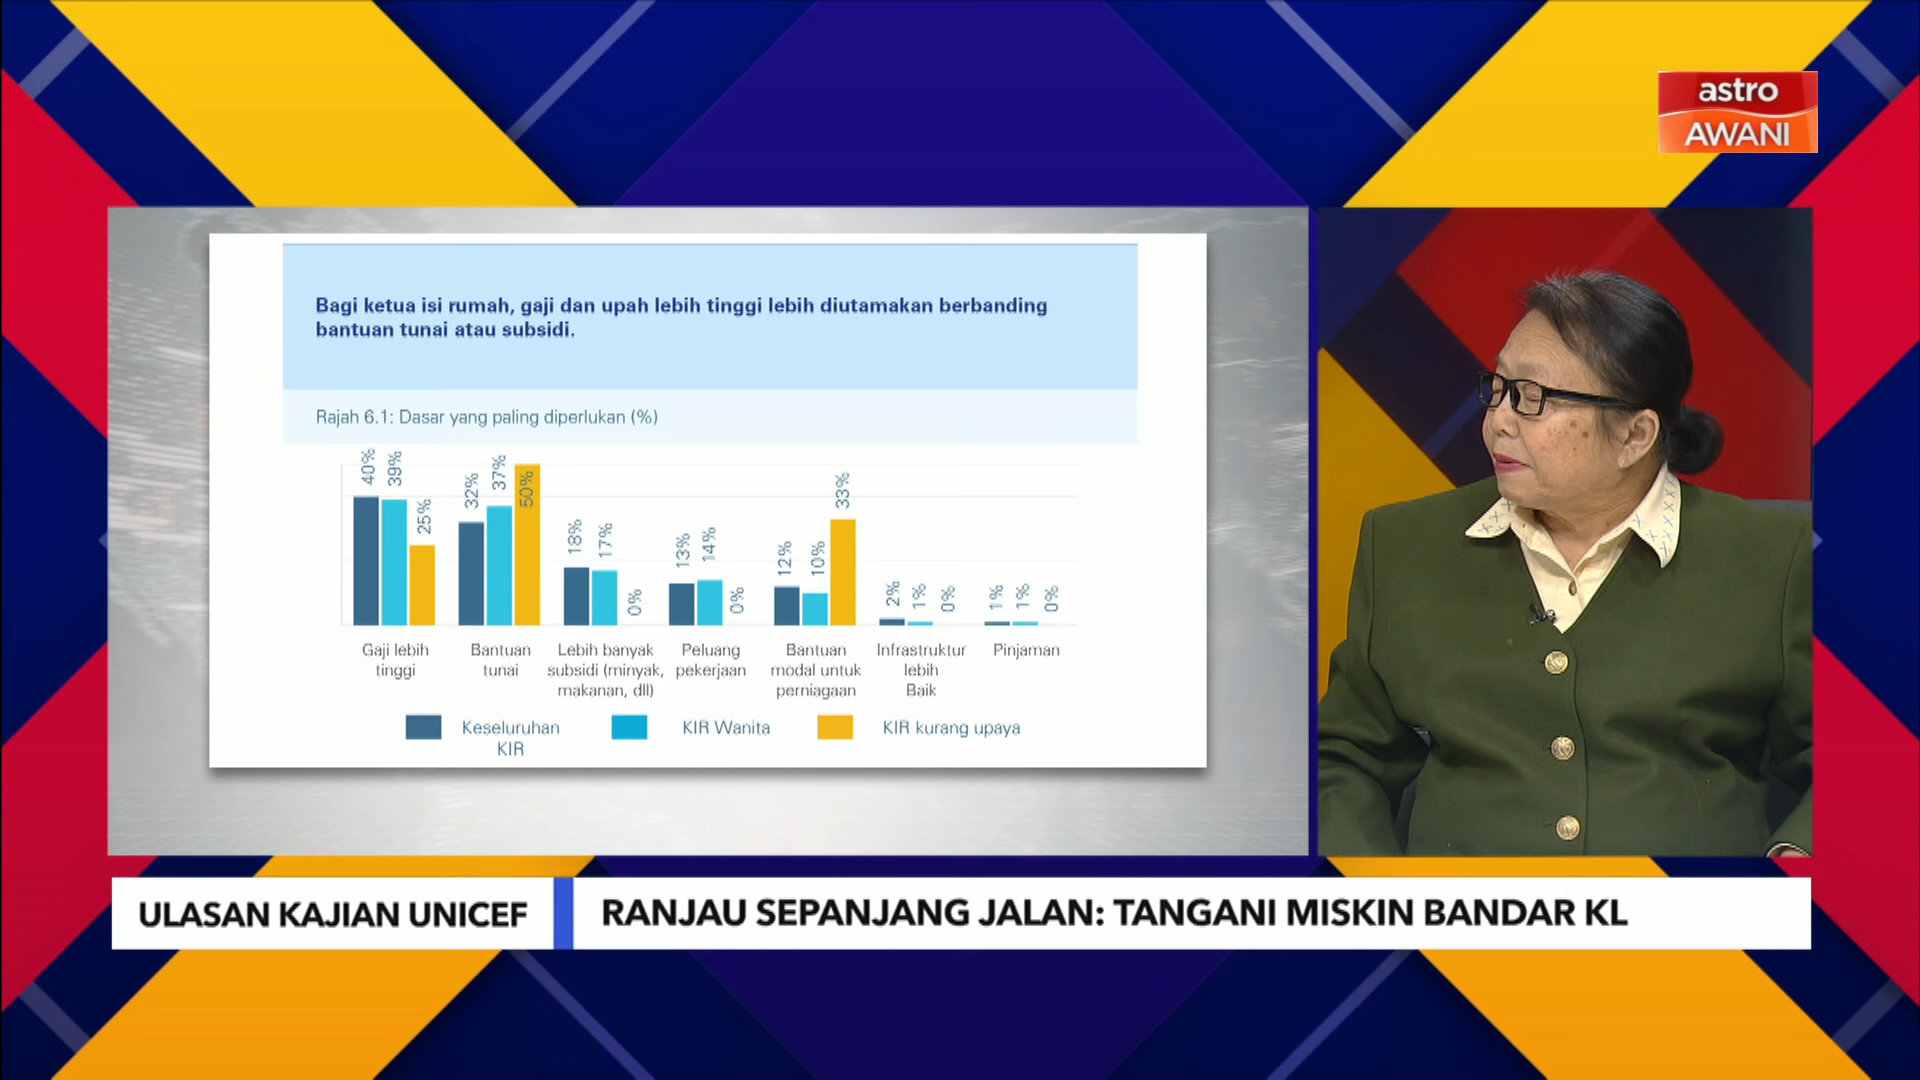 astro
AWANI
Bagi ketua isi rumah, gaji dan upah lebih tinggi lebih diutamakan berbanding
bantuan tunai atau subsidi.
Rajah 6.1: Dasar yang paling diperlukan (%)
40% 39% 25%
32% 37% 50%
18% 17% 0%
13% 14% 0%
12% 10% 33%
2% 1% 0%
1% 1% 0%
Gaji lebih
tinggi
Bantuan
tunai
Lebih banyak
subsidi (minyak,
makanan, dll)
Peluang
pekerjaan
Bantuan
modal untuk
perniagaan
Infrastruktur
lebih
Baik
Pinjaman
Keseluruhan
KIR
KIR Wanita
KIR kurang upaya
ULASAN KAJIAN UNICEF
RANJAU SEPANJANG JALAN: TANGANI MISKIN BANDAR KL